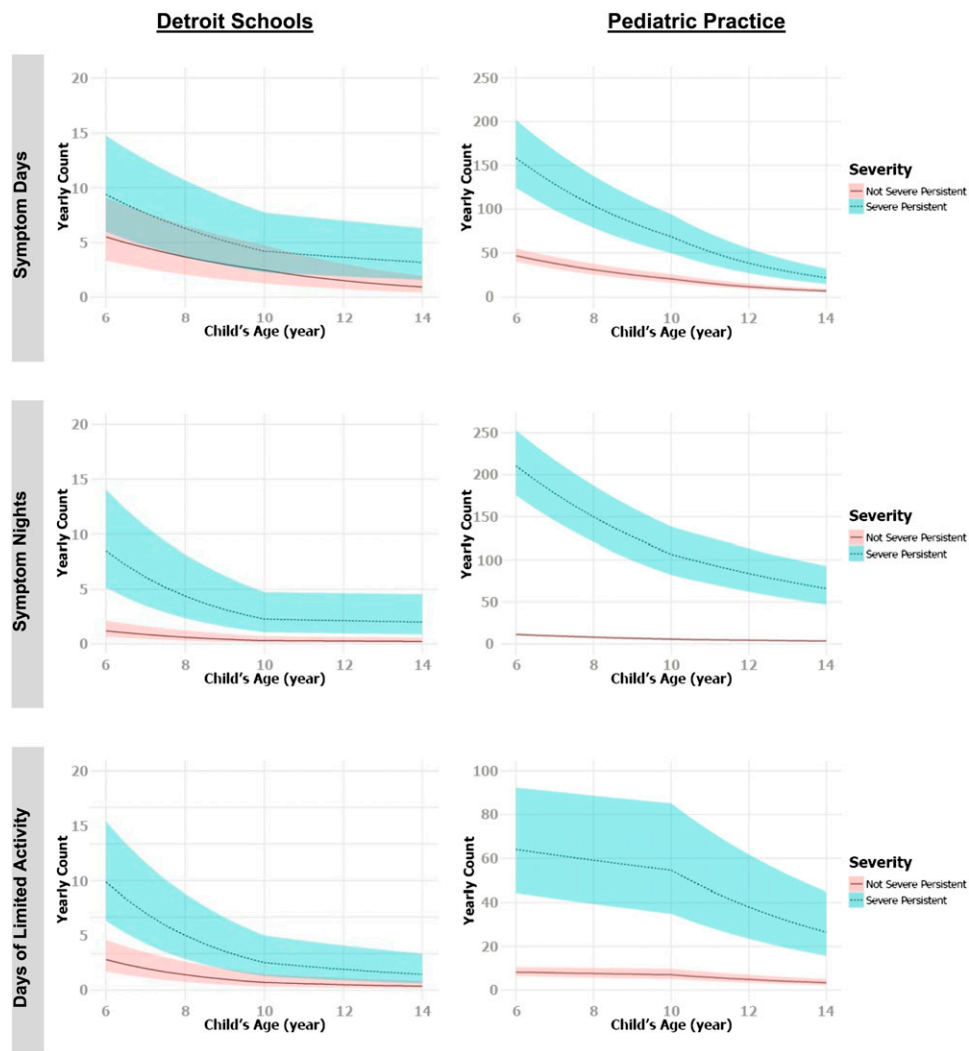 Detroit Schools
Pediatric Practice
Symptom Days
Yearly Count
20
15
10
5
0
6 8 10 12 14
Child's Age (year)
Yearly Count
250
200
150
100
50
0
6 8 10 12 14
Child's Age (year)
Severity
Not Severe Persistent
Severe Persistent
Symptom Nights
Yearly Count
20
15
10
5
0
6 8 10 12 14
Child's Age (year)
Yearly Count
250
200
150
100
50
0
6 8 10 12 14
Child's Age (year)
Severity
Not Severe Persistent
Severe Persistent
Days of Limited Activity
Yearly Count
20
15
10
5
0
6 8 10 12 14
Child's Age (year)
Yearly Count
100
80
60
40
20
0
6 8 10 12 14
Child's Age (year)
Severity
Not Severe Persistent
Severe Persistent